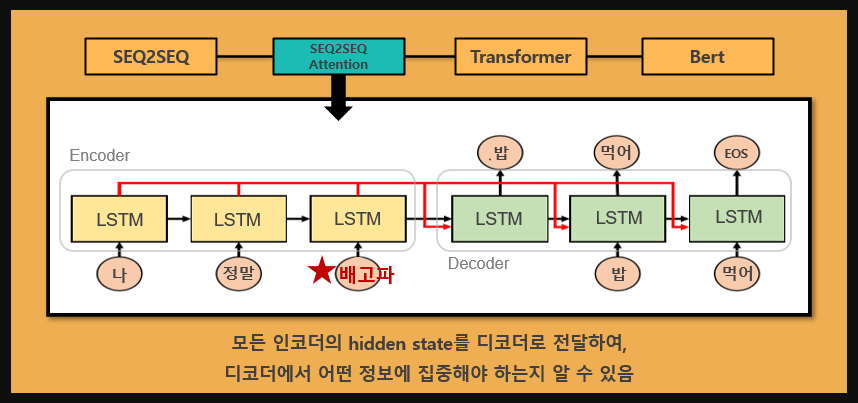 SEQ2SEQ
SEQ2SEQ
Attention
Transformer
Bert
Encoder
.밥
먹어
EOS
LSTM
LSTM
LSTM
LSTM
LSTM
LSTM
Decoder
나
정말
배고파
밥
먹어
모든 인코더의 hidden state를 디코더로 전달하여,
디코더에서 어떤 정보에 집중해야 하는지 알 수 있음